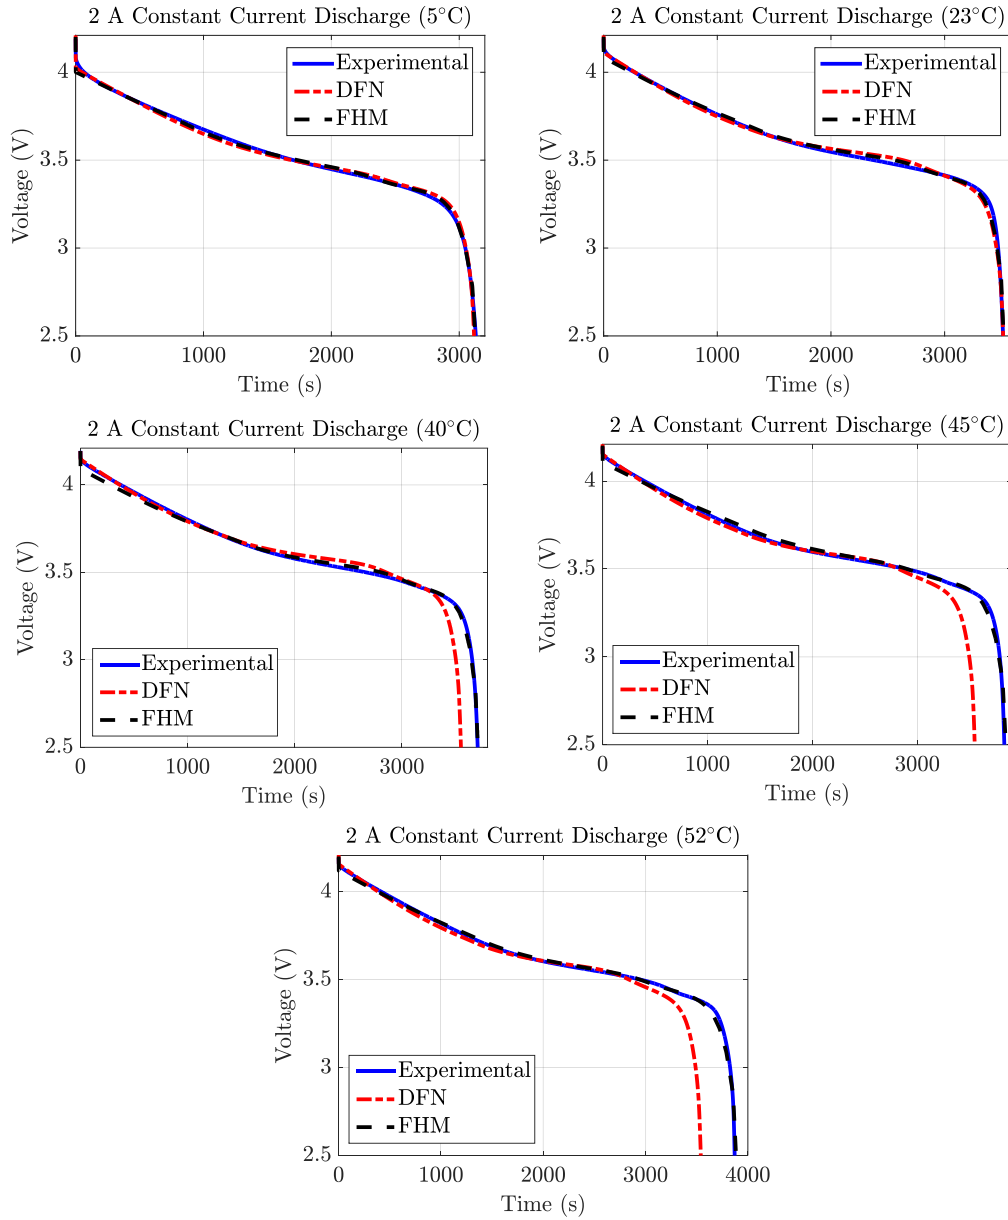 2 A Constant Current Discharge (5°C)
Experimental
DFN
FHM
4
3.5
3
2.5
Voltage (V)
0 1000 2000 3000
Time (s)
2 A Constant Current Discharge (23°C)
Experimental
DFN
FHM
4
3.5
3
2.5
Voltage (V)
0 1000 2000 3000
Time (s)
2 A Constant Current Discharge (40°C)
4
3.5
3
2.5
Voltage (V)
Experimental
DFN
FHM
0 1000 2000 3000
Time (s)
2 A Constant Current Discharge (45°C)
4
3.5
3
2.5
Voltage (V)
Experimental
DFN
FHM
0 1000 2000 3000
Time (s)
2 A Constant Current Discharge (52°C)
4
3.5
3
2.5
Voltage (V)
Experimental
DFN
FHM
0 1000 2000 3000 4000
Time (s)